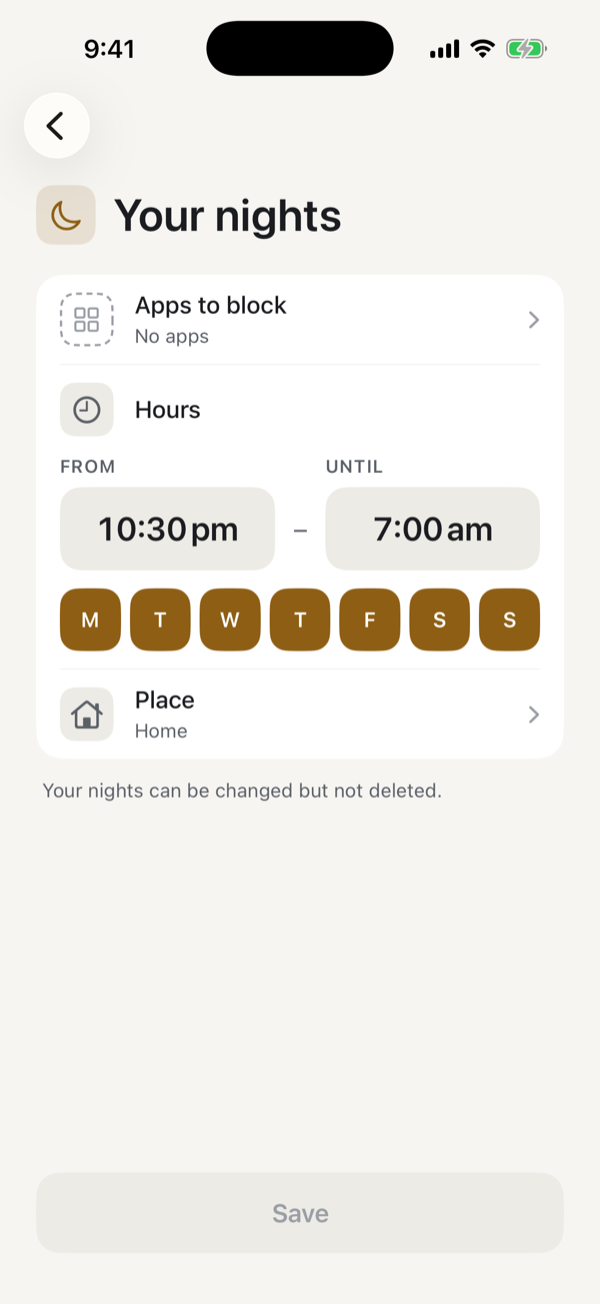 9:41
Your nights
Apps to block
No apps
Hours
FROM UNTIL
10:30 pm – 7:00 am
M T W T F S S
Place
Home
Your nights can be changed but not deleted.
Save